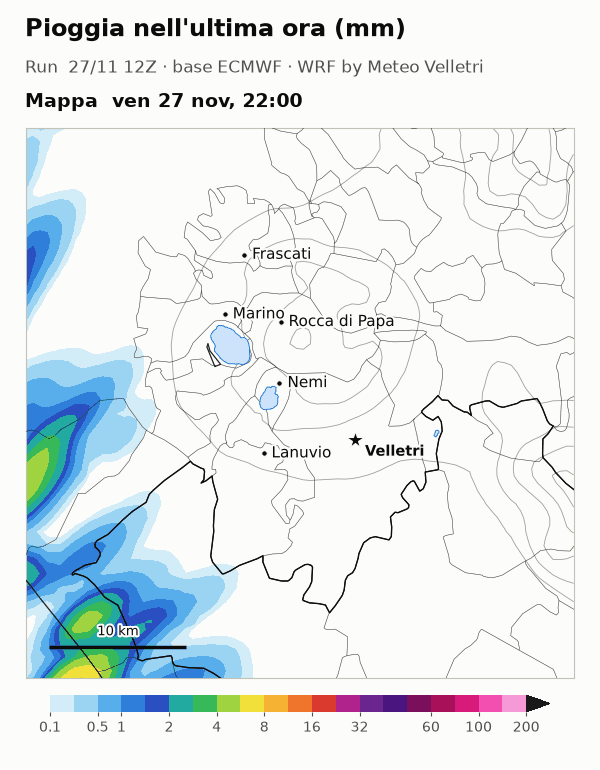 Pioggia nell'ultima ora (mm)
Run  27/11 12Z · base ECMWF · WRF by Meteo Velletri
Mappa  ven 27 nov, 22:00
Frascati
Marino
Rocca di Papa
Nemi
Velletri
Lanuvio
10 km
0.1 0.5 1 2 4 8 16 32 60 100 200